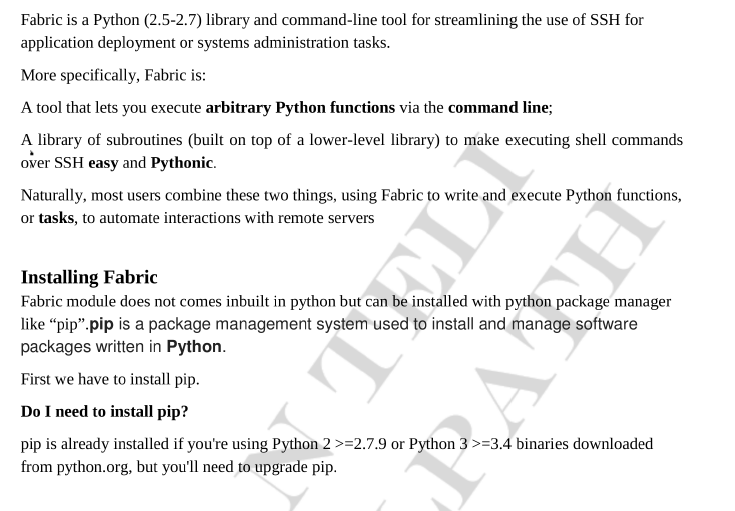 Fabric is a Python (2.5-2.7) library and command-line tool for streamlining the use of SSH for
application deployment or systems administration tasks.
More specifically, Fabric is:
A tool that lets you execute arbitrary Python functions via the command line;
A library of subroutines (built on top of a lower-level library) to make executing shell commands
over SSH easy and Pythonic.
Naturally, most users combine these two things, using Fabric to write and execute Python functions,
or tasks, to automate interactions with remote servers
Installing Fabric
Fabric module does not comes inbuilt in python but can be installed with python package manager
like “pip”.pip is a package management system used to install and manage software
packages written in Python.
First we have to install pip.
Do I need to install pip?
pip is already installed if you're using Python 2 >=2.7.9 or Python 3 >=3.4 binaries downloaded
from python.org, but you'll need to upgrade pip.
N TELI
PATH